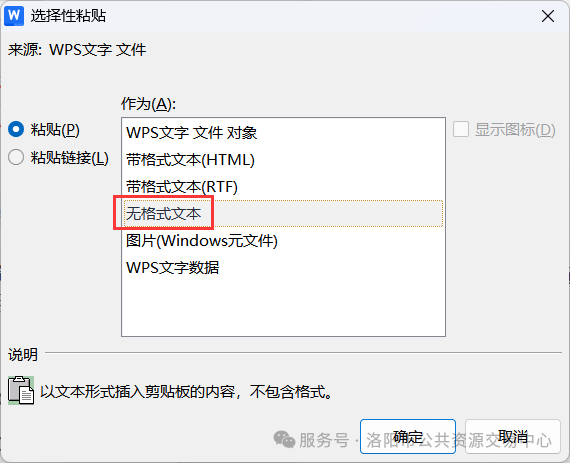 W 选择性粘贴
来源: WPS文字 文件
作为(A):
粘贴(P)
粘贴链接(L)
WPS文字 文件 对象
带格式文本(HTML)
带格式文本(RTF)
无格式文本
图片(Windows元文件)
WPS文字数据
显示图标(D)
说明
以文本形式插入剪贴板的内容，不包含格式。
确定
取消
服务号 · 洛阳市公共资源交易中心